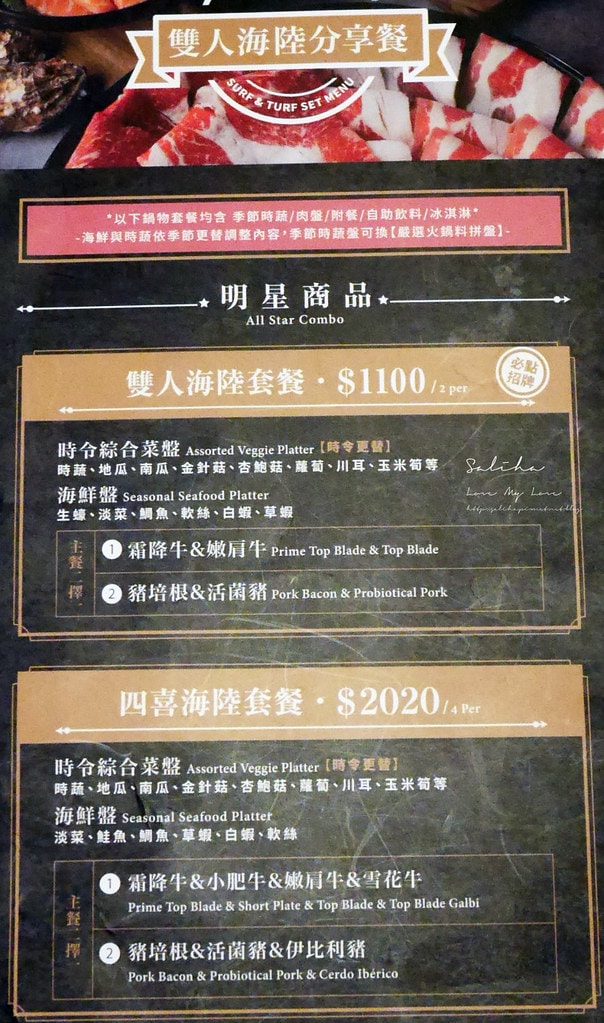 雙人海陸分享餐
SURF & TURF SET MENU
*以下鍋物套餐均含 季節時蔬/肉盤/附餐/自助飲料/冰淇淋*
-海鮮與時蔬依季節更替調整內容，季節時蔬盤可換【嚴選火鍋料拼盤】-
明星商品
All Star Combo
雙人海陸套餐・$1100/2 per
必點
招牌
時令綜合菜盤 Assorted Veggie Platter【時令更替】
時蔬、地瓜、南瓜、金針菇、杏鮑菇、蘿蔔、川耳、玉米筍等
海鮮盤 Seasonal Seafood Platter
生蠔、淡菜、鯛魚、軟絲、白蝦、草蝦
Saliha
Love My Love
主餐一擇
1 霜降牛&嫩肩牛 Prime Top Blade & Top Blade
2 豬培根&活菌豬 Pork Bacon & Probiotical Pork
四喜海陸套餐・$2020/4 Per
時令綜合菜盤 Assorted Veggie Platter【時令更替】
時蔬、地瓜、南瓜、金針菇、杏鮑菇、蘿蔔、川耳、玉米筍等
海鮮盤 Seasonal Seafood Platter
淡菜、鮭魚、鯛魚、草蝦、白蝦、軟絲
主餐一擇
1 霜降牛&小肥牛&嫩肩牛&雪花牛
Prime Top Blade & Short Plate & Top Blade & Top Blade Galbi
2 豬培根&活菌豬&伊比利豬
Pork Bacon & Probiotical Pork & Cerdo Ibérico